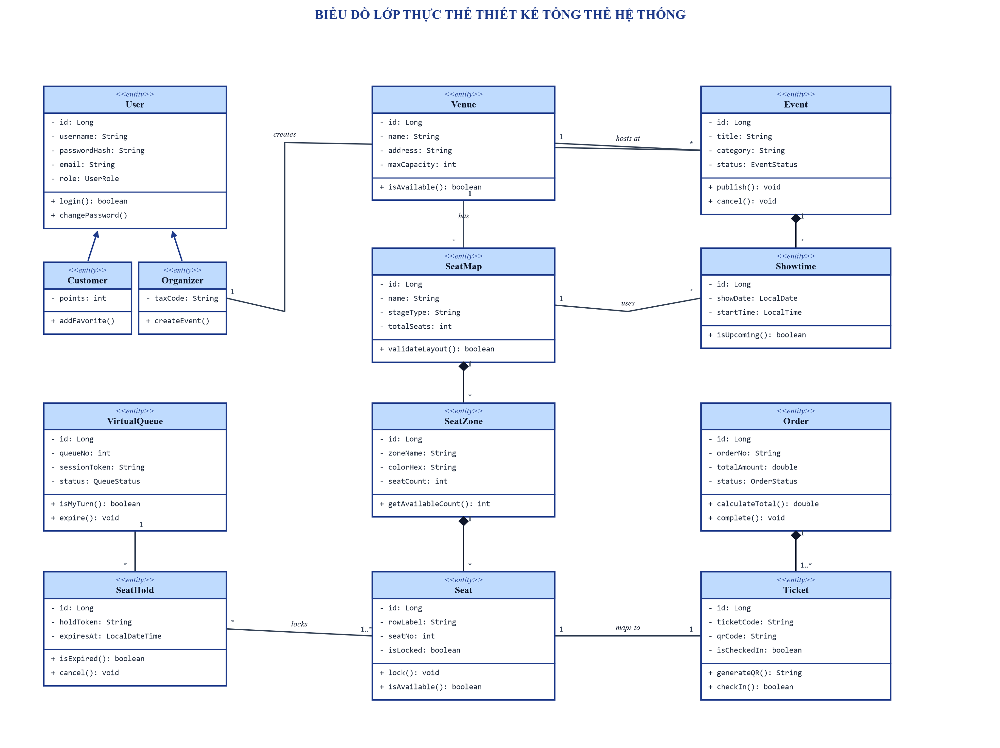 BIỂU ĐỒ LỚP THỰC THỂ THIẾT KẾ TỔNG THỂ HỆ THỐNG
<<entity>>
User
- id: Long
- username: String
- passwordHash: String
- email: String
- role: UserRole
+ login(): boolean
+ changePassword()
<<entity>>
Venue
- id: Long
- name: String
- address: String
- maxCapacity: int
+ isAvailable(): boolean
<<entity>>
Event
- id: Long
- title: String
- category: String
- status: EventStatus
+ publish(): void
+ cancel(): void
creates
1
hosts at
*
1
has
*
1
*
<<entity>>
Customer
- points: int
+ addFavorite()
<<entity>>
Organizer
- taxCode: String
+ createEvent()
1
<<entity>>
SeatMap
- id: Long
- name: String
- stageType: String
- totalSeats: int
+ validateLayout(): boolean
1
uses
*
<<entity>>
Showtime
- id: Long
- showDate: LocalDate
- startTime: LocalTime
+ isUpcoming(): boolean
1
*
<<entity>>
VirtualQueue
- id: Long
- queueNo: int
- sessionToken: String
- status: QueueStatus
+ isMyTurn(): boolean
+ expire(): void
1
*
<<entity>>
SeatZone
- id: Long
- zoneName: String
- colorHex: String
- seatCount: int
+ getAvailableCount(): int
1
*
<<entity>>
Order
- id: Long
- orderNo: String
- totalAmount: double
- status: OrderStatus
+ calculateTotal(): double
+ complete(): void
1
1..*
<<entity>>
SeatHold
- id: Long
- holdToken: String
- expiresAt: LocalDateTime
+ isExpired(): boolean
+ cancel(): void
*
locks
1..*
<<entity>>
Seat
- id: Long
- rowLabel: String
- seatNo: int
- isLocked: boolean
+ lock(): void
+ isAvailable(): boolean
1
maps to
1
<<entity>>
Ticket
- id: Long
- ticketCode: String
- qrCode: String
- isCheckedIn: boolean
+ generateQR(): String
+ checkIn(): boolean